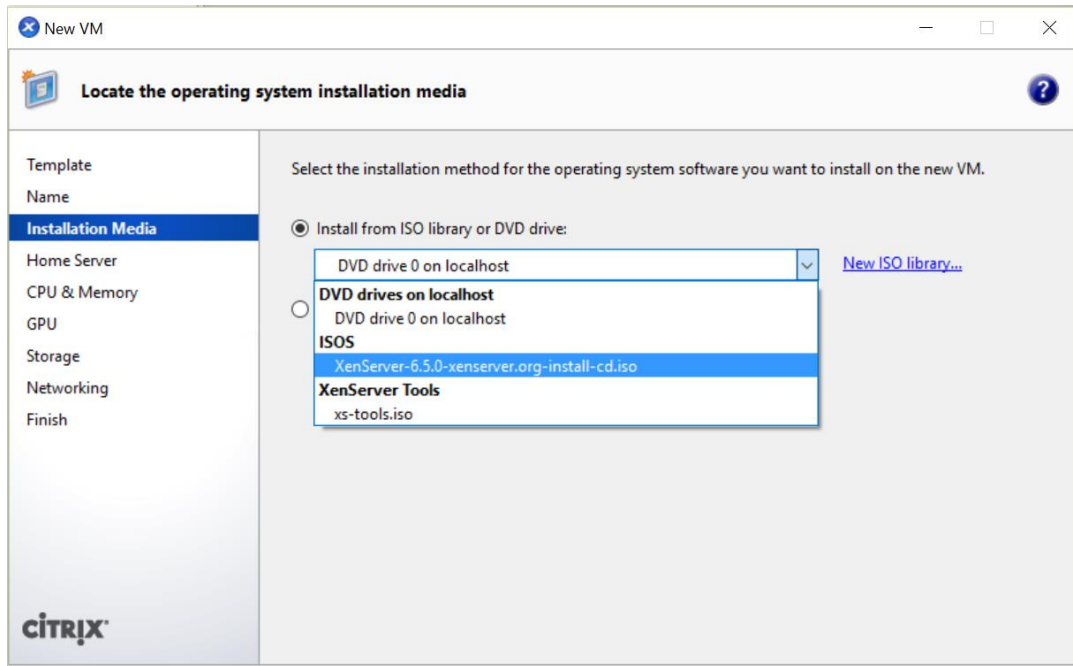 New VM
Locate the operating system installation media
?
Template
Name
Installation Media
Home Server
CPU & Memory
GPU
Storage
Networking
Finish
CITRIX
Select the installation method for the operating system software you want to install on the new VM.
Install from ISO library or DVD drive:
DVD drive 0 on localhost
New ISO library...
DVD drives on localhost
DVD drive 0 on localhost
ISOS
XenServer-6.5.0-xenserver.org-install-cd.iso
XenServer Tools
xs-tools.iso